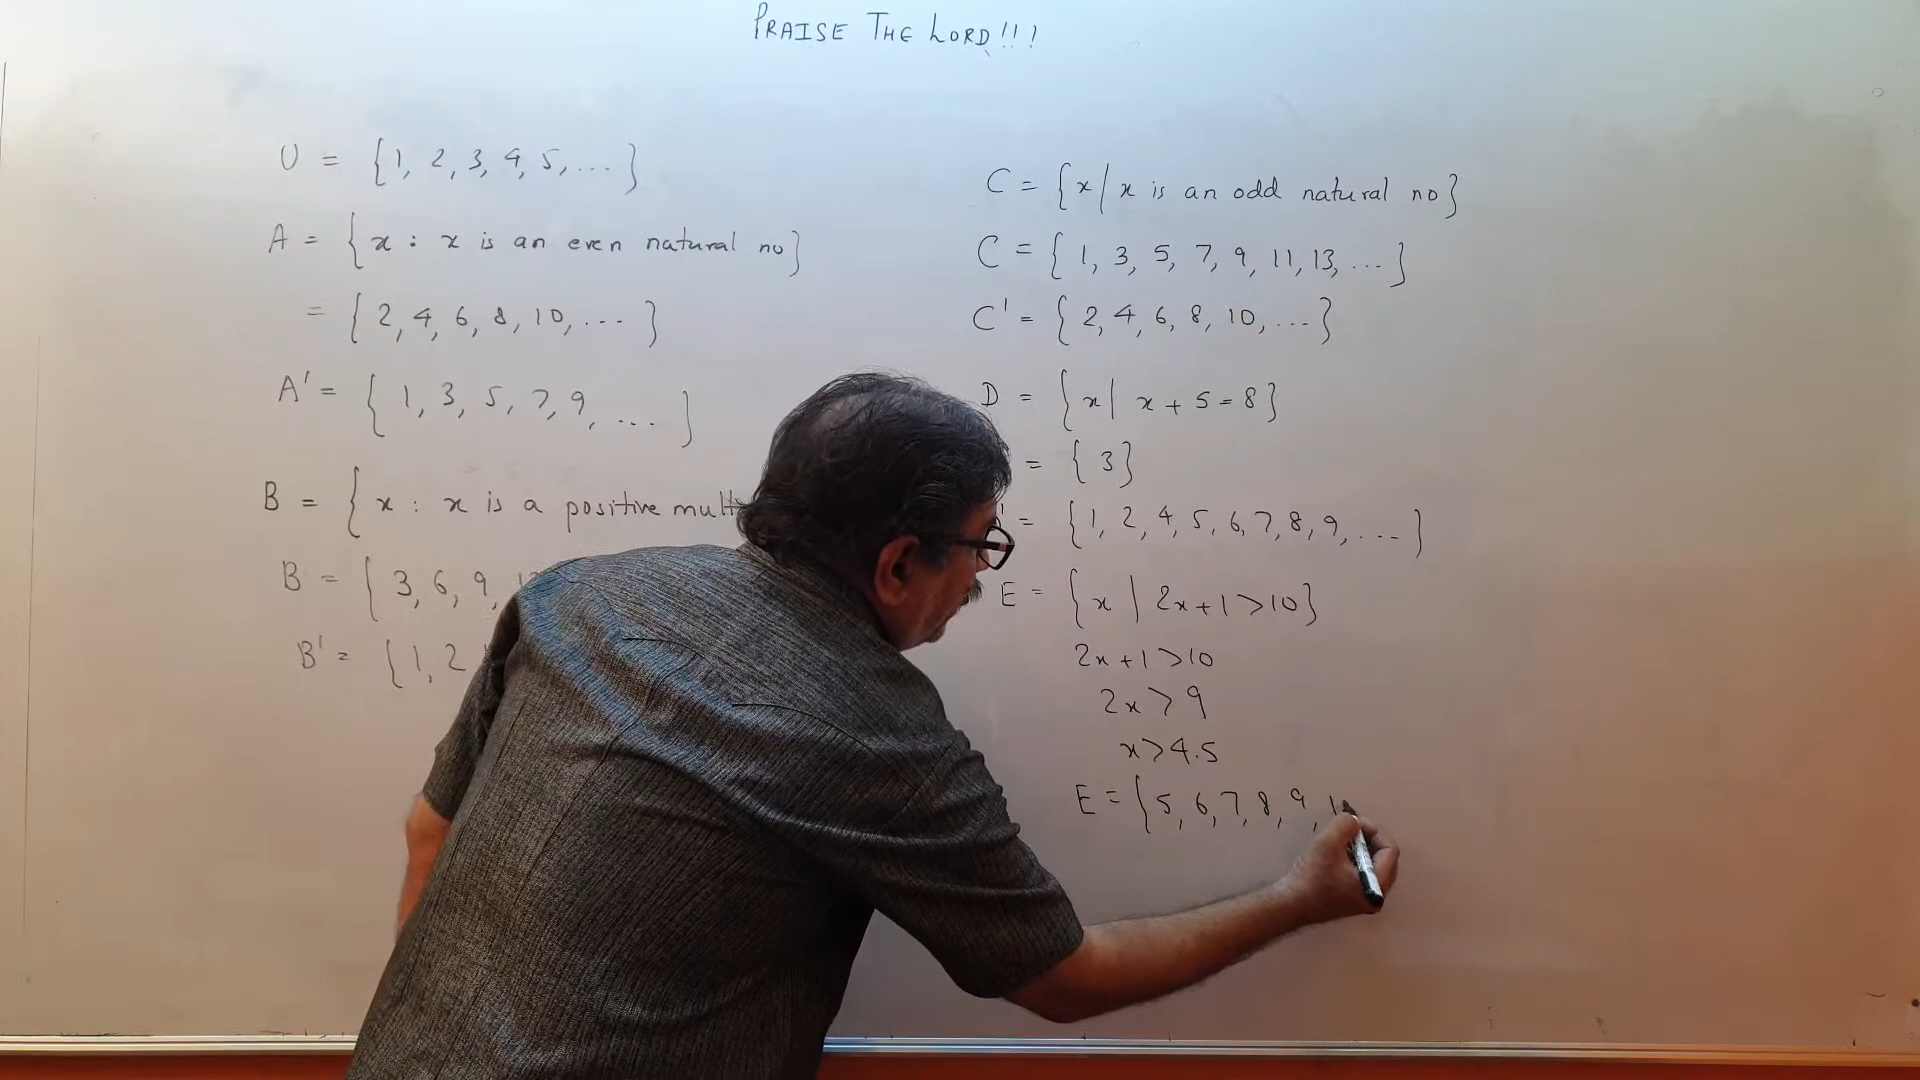 PRAISE THE LORD!!!
U = {1, 2, 3, 4, 5, ...}
A = {x : x is an even natural no}
= {2, 4, 6, 8, 10, ...}
A' = {1, 3, 5, 7, 9, ...}
B = {x : x is a positive
B = {3, 6, 9,
B' = {1, 2
C = {x/x is an odd natural no}
C = {1, 3, 5, 7, 9, 11, 13, ...}
C' = {2, 4, 6, 8, 10, ...}
D = {x| x + 5 = 8}
= {3}
' = {1, 2, 4, 5, 6, 7, 8, 9, ...}
E = {x | 2x+1>10}
2x+1>10
2x>9
x>4.5
E = {5, 6, 7, 8, 9,